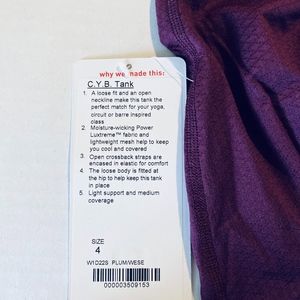 why we made this:
C.Y.B. Tank
1. A loose fit and an open
neckline make this tank the
perfect match for your yoga,
circuit or barre inspired
class
2. Moisture-wicking Power
Luxtreme™ fabric and
lightweight mesh help to keep
you cool and covered
3. Open crossback straps are
encased in elastic for comfort
4. The loose body is fitted at
the hip to help keep this tank
in place
5. Light support and medium
coverage
SIZE
4
W1D22S PLUM/WESE
000003509153